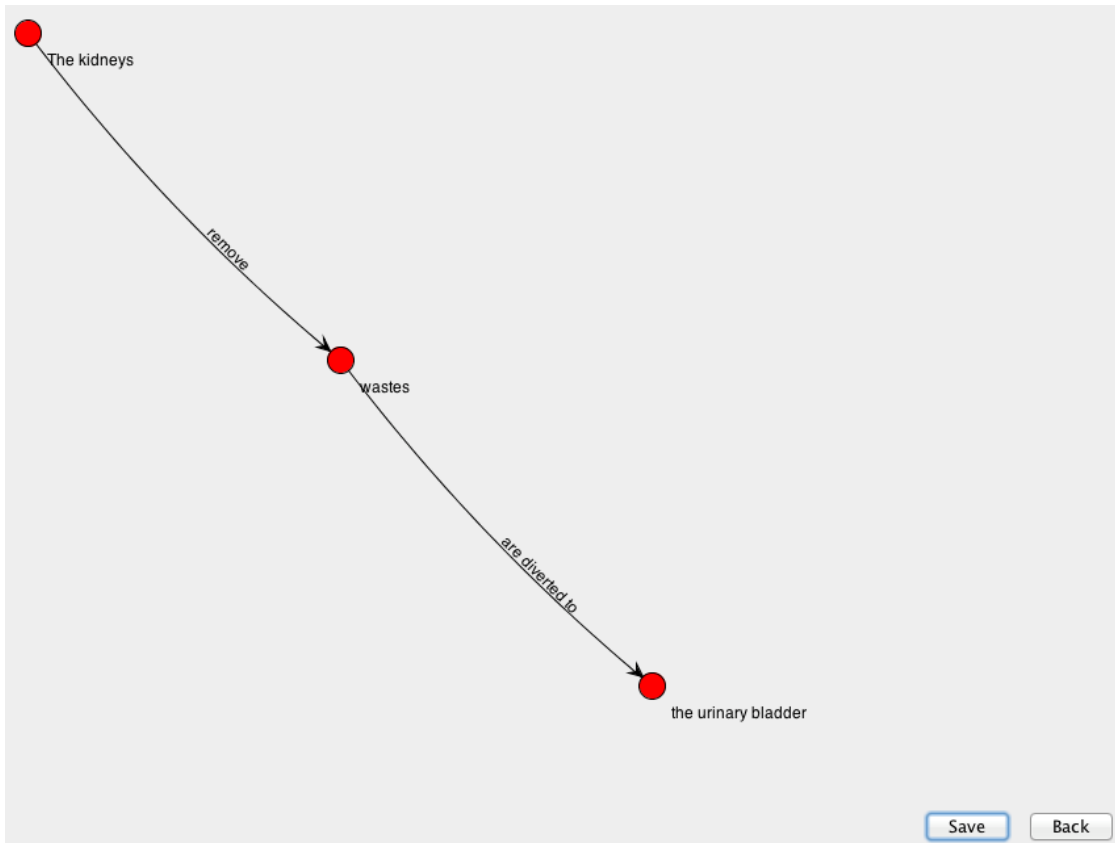 The kidneys
remove
wastes
are diverted to
the urinary bladder
Save
Back